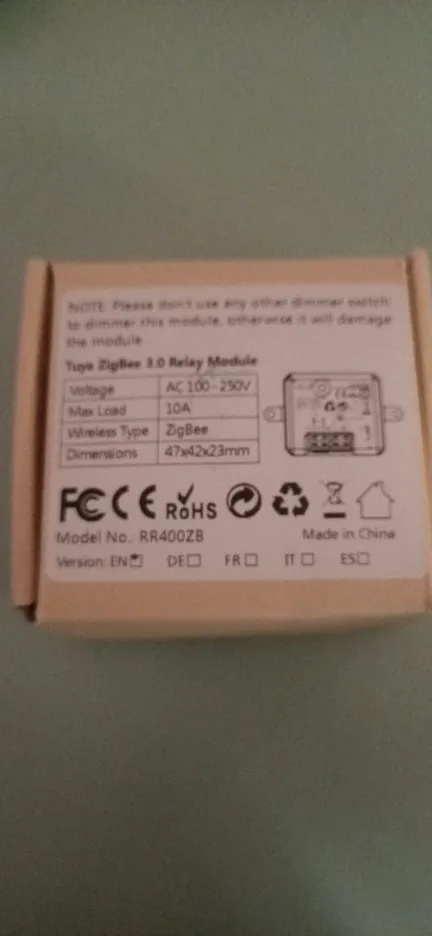 NOTE: Please don't use any other dimmer switch
to dimmer this module, otherwise it will damage
the module.
Tuya ZigBee 3.0 Relay Module
Voltage AC 100-250V
Max Load 10A
Wireless Type ZigBee
Dimensions 47x42x23mm
FC CE RoHS
Model No. RR400ZB Made in China
Version: EN DE FR IT ES